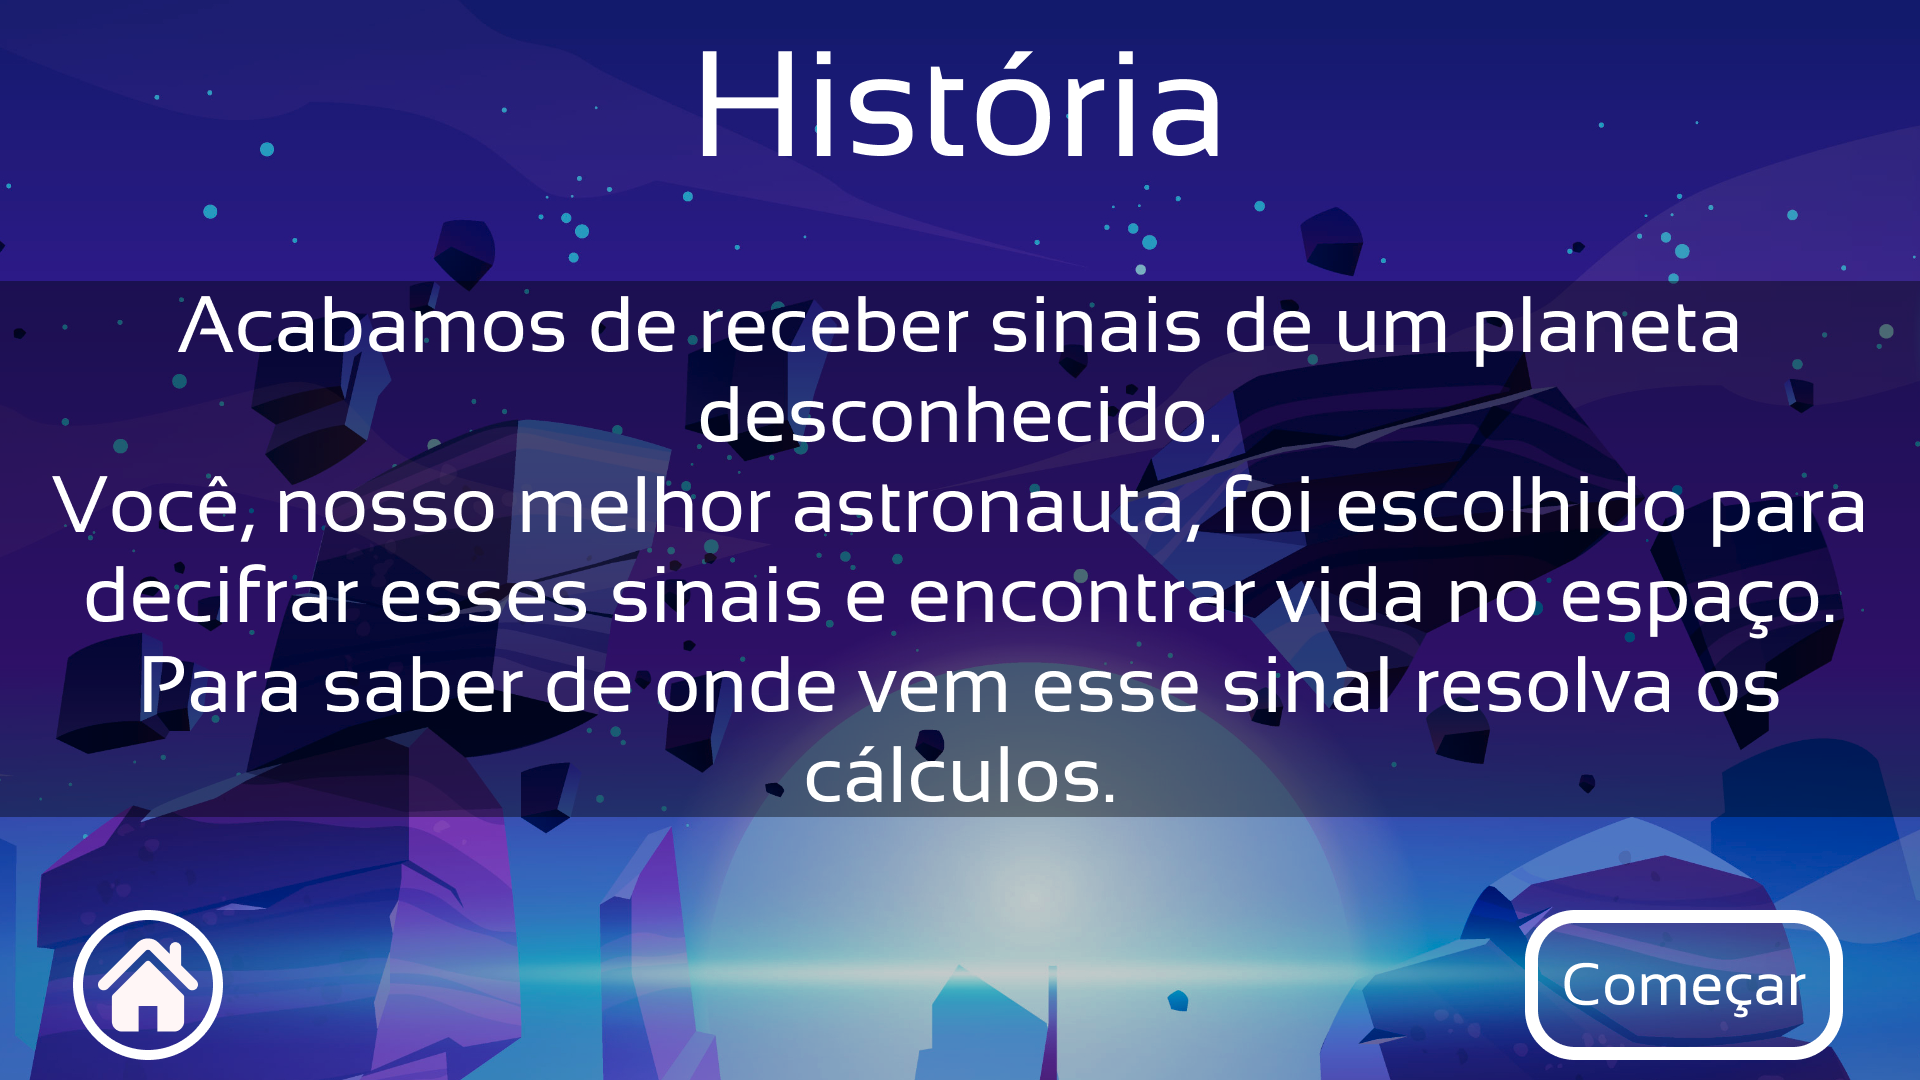 História
Acabamos de receber sinais de um planeta
desconhecido.
Você, nosso melhor astronauta, foi escolhido para
decifrar esses sinais e encontrar vida no espaço.
Para saber de onde vem esse sinal resolva os
cálculos.
Começar